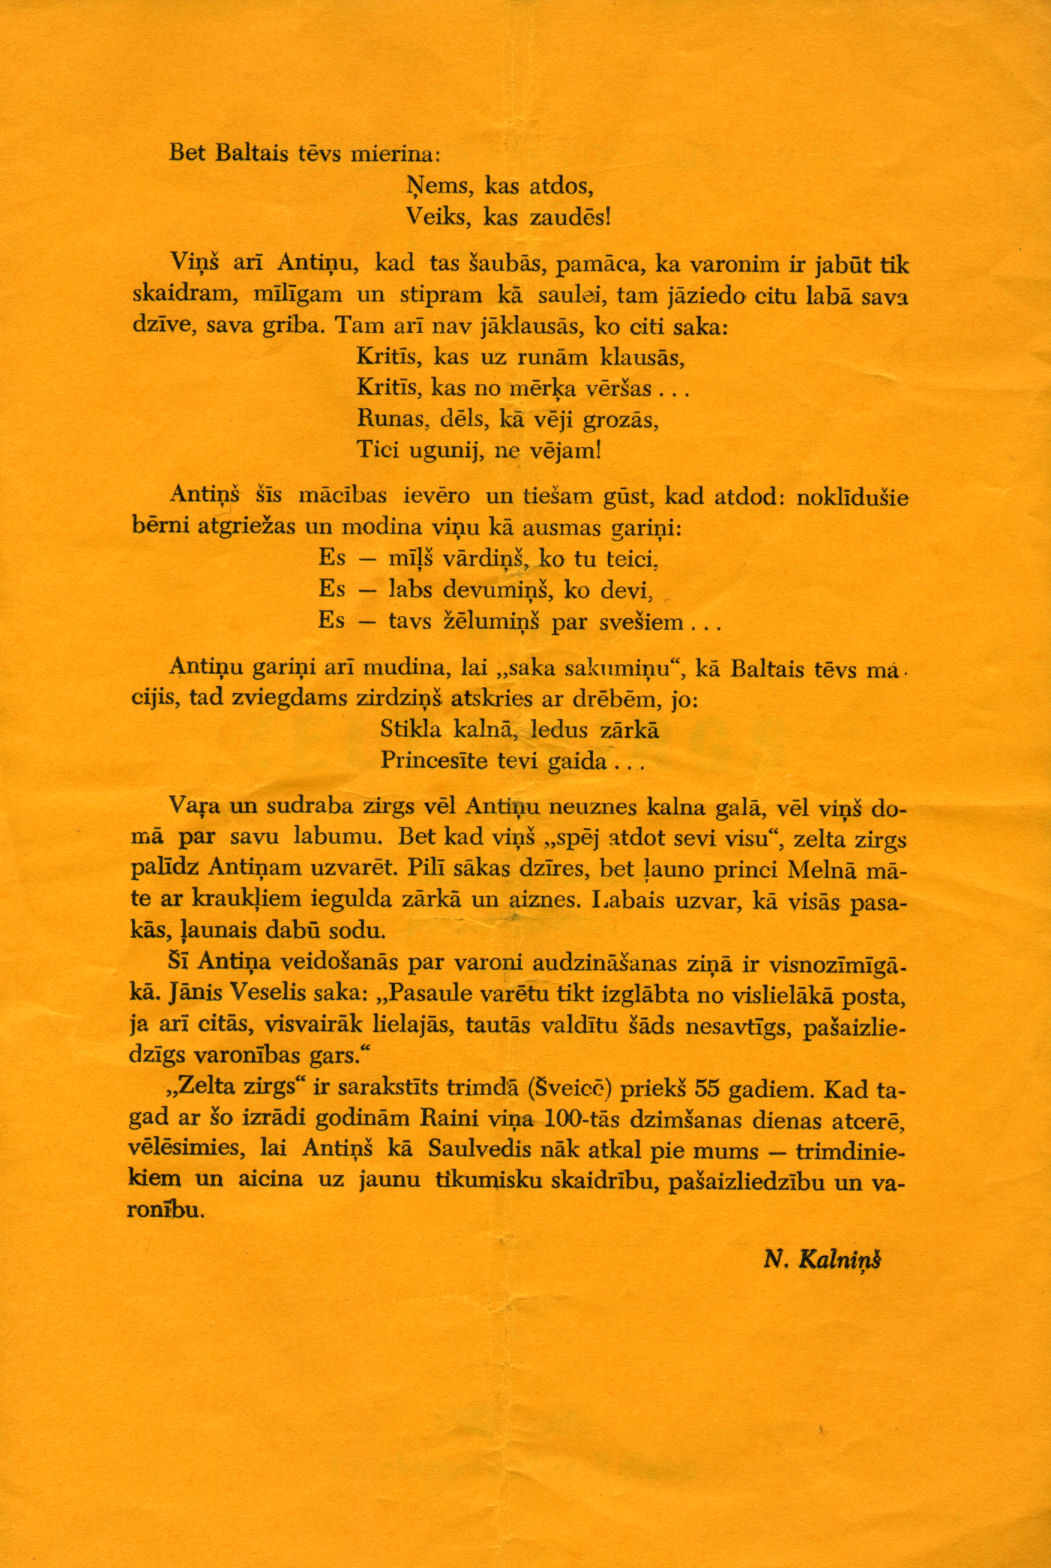 Bet Baltais tēvs mierina:
Ņems, kas atdos,
Veiks, kas zaudēs!
Viņš arī Antiņu, kad tas šaubās, pamāca, ka varonim ir jabūt tik
skaidram, mīlīgam un stipram kā saulei, tam jāziedo citu labā sava
dzīve, sava griba. Tam arī nav jāklausās, ko citi saka:
Kritīs, kas uz runām klausās,
Kritīs, kas no mērķa vēršas . . .
Runas, dēls, kā vēji grozās,
Tici ugunij, ne vējam!
Antiņš šīs mācības ievēro un tiešam gūst, kad atdod: noklīdušie
bērni atgriežas un modina viņu kā ausmas gariņi:
Es — mīļš vārdiņš, ko tu teici,
Es — labs devumiņš, ko devi,
Es — tavs žēlumiņš par svešiem . . .
Antiņu gariņi arī mudina, lai „saka sakumiņu“, kā Baltais tēvs mā-
cijis, tad zviegdams zirdziņš atskries ar drēbēm, jo:
Stikla kalnā, ledus zārkā
Princesīte tevi gaida . . .
Vaŗa un sudraba zirgs vēl Antiņu neuznes kalna galā, vēl viņš do-
mā par savu labumu. Bet kad viņš „spēj atdot sevi visu“, zelta zirgs
palīdz Antiņam uzvarēt. Pilī sākas dzīres, bet ļauno princi Melnā mā-
te ar kraukļiem iegulda zārkā un aiznes. Labais uzvar, kā visās pasa-
kās, ļaunais dabū sodu.
Šī Antiņa veidošanās par varoni audzināšanas ziņā ir visnozīmīgā-
kā. Jānis Veselis saka: „Pasaule varētu tikt izglābta no vislielākā posta,
ja arī citās, visvairāk lielajās, tautās valdītu šāds nesavtīgs, pašaizlie-
dzīgs varonības gars.“
„Zelta zirgs“ ir sarakstīts trimdā (Šveicē) priekš 55 gadiem. Kad ta-
gad ar šo izrādi godinām Raini viņa 100-tās dzimšanas dienas atcerē,
vēlēsimies, lai Antiņš kā Saulvedis nāk atkal pie mums — trimdinie-
kiem un aicina uz jaunu tikumisku skaidrību, pašaizliedzību un va-
ronību.
N. Kalniņš